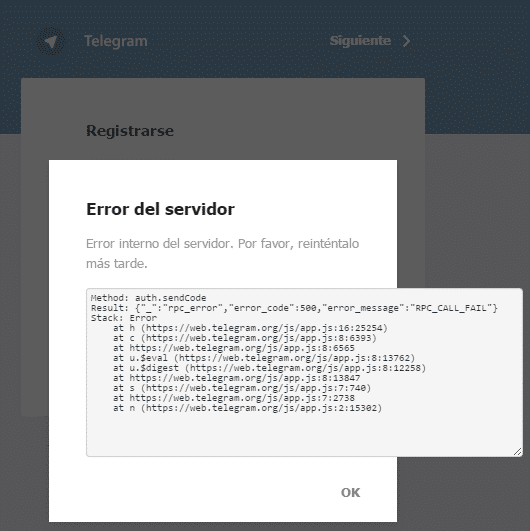 Telegram
Siguiente
Registrarse
Error del servidor
Error interno del servidor. Por favor, reinténtalo
más tarde.
Method: auth.sendCode
Result: {"_":"rpc_error","error_code":500,"error_message":"RPC_CALL_FAIL"}
Stack: Error
at h (https://web.telegram.org/js/app.js:16:25254)
at c (https://web.telegram.org/js/app.js:8:6393)
at https://web.telegram.org/js/app.js:8:6565
at u.$eval (https://web.telegram.org/js/app.js:8:13762)
at u.$digest (https://web.telegram.org/js/app.js:8:12258)
at https://web.telegram.org/js/app.js:8:13847
at s (https://web.telegram.org/js/app.js:7:740)
at https://web.telegram.org/js/app.js:7:2738
at n (https://web.telegram.org/js/app.js:2:15302)
OK